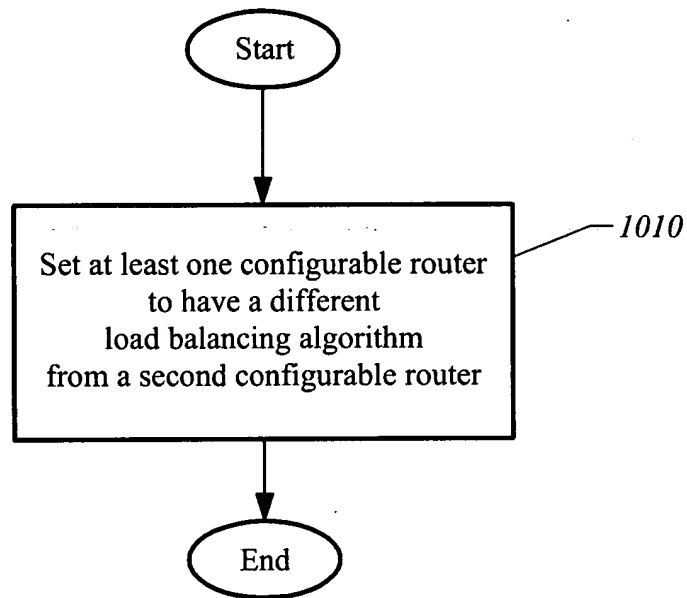 Start
1010
Set at least one configurable router
to have a different
load balancing algorithm
from a second configurable router
End